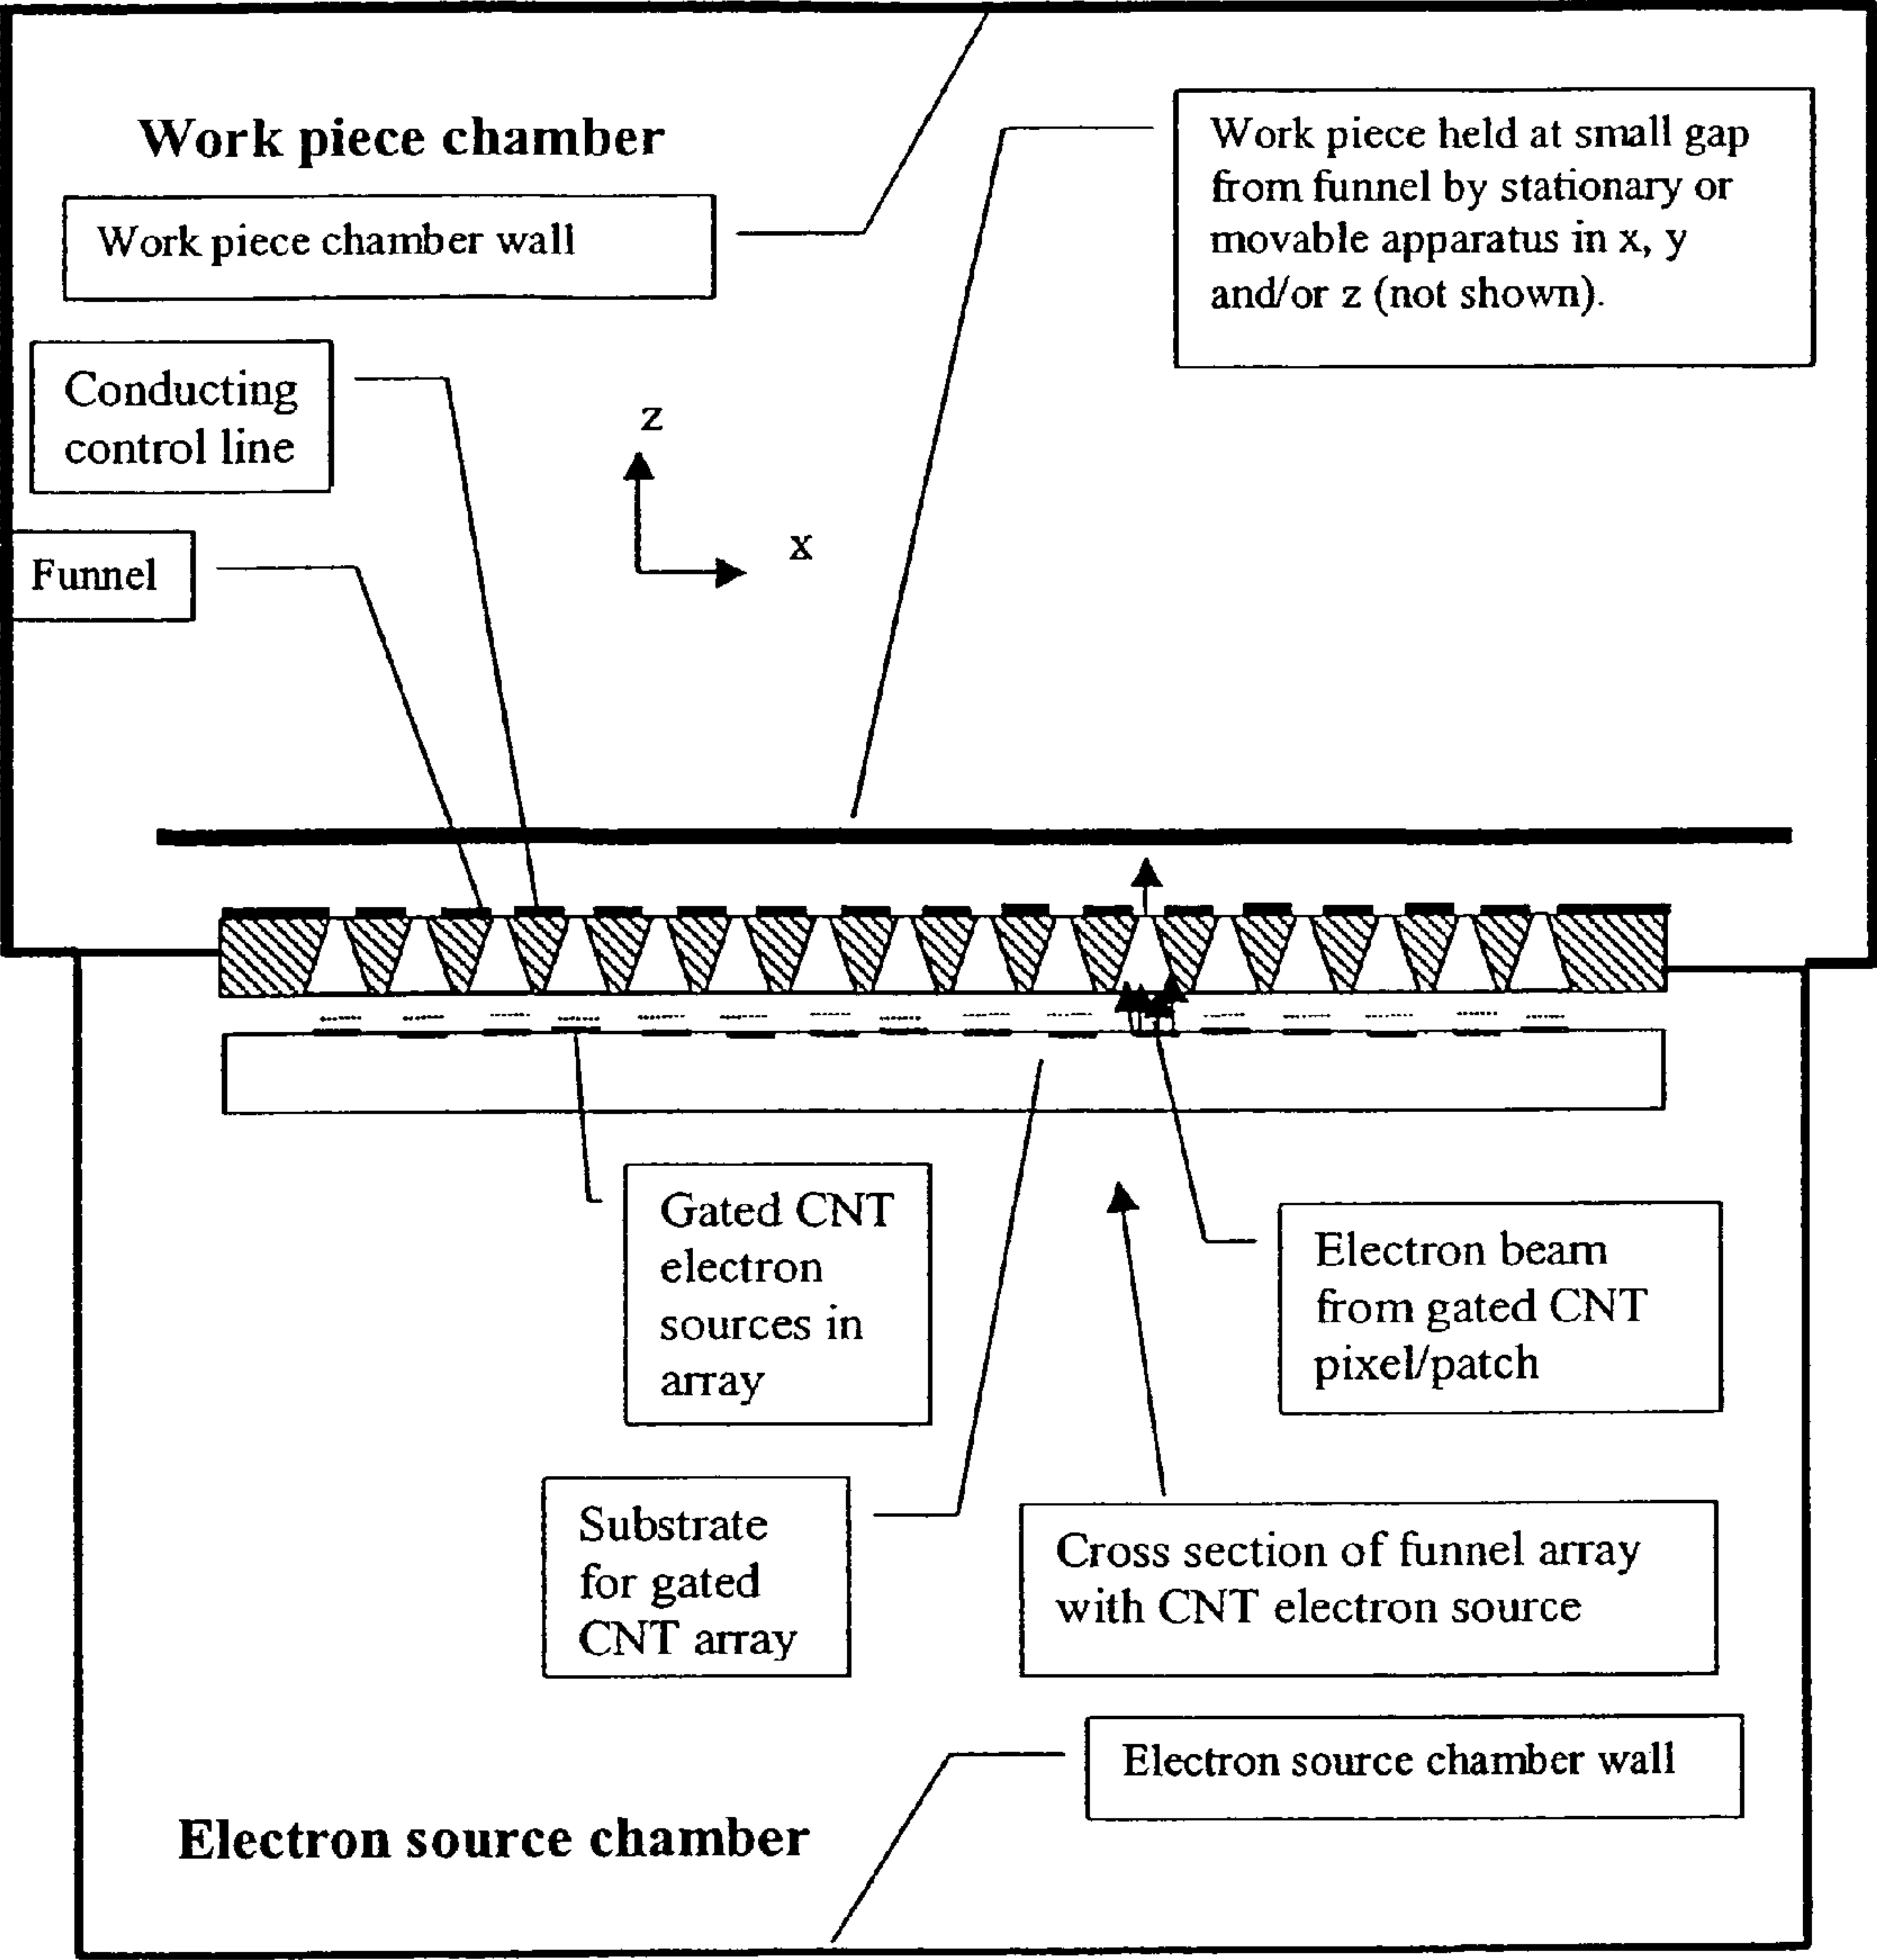 Work piece chamber
Work piece chamber wall
Work piece held at small gap
from funnel by stationary or
movable apparatus in x, y
and/or z (not shown).
Conducting
control line
z
x
Funnel
Gated CNT
electron
sources in
array
Electron beam
from gated CNT
pixel/patch
Substrate
for gated
CNT array
Cross section of funnel array
with CNT electron source
Electron source chamber wall
Electron source chamber